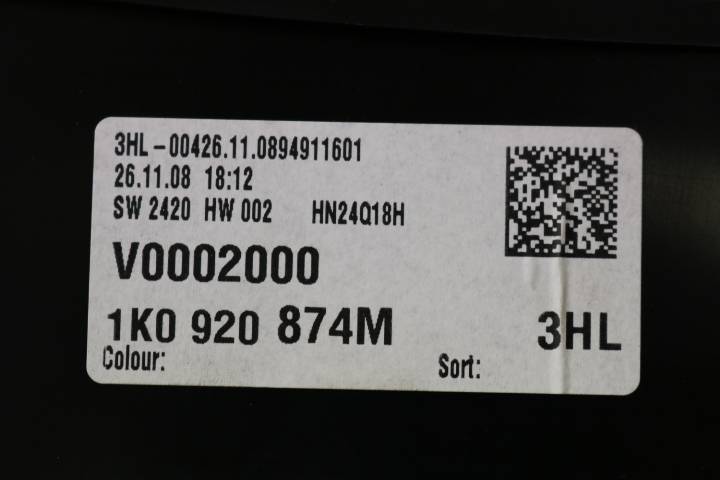 3HL-00426.11.0894911601
26.11.08 18:12
SW 2420 HW 002 HN24Q18H
V0002000
1K0 920 874M 3HL
Colour: Sort: